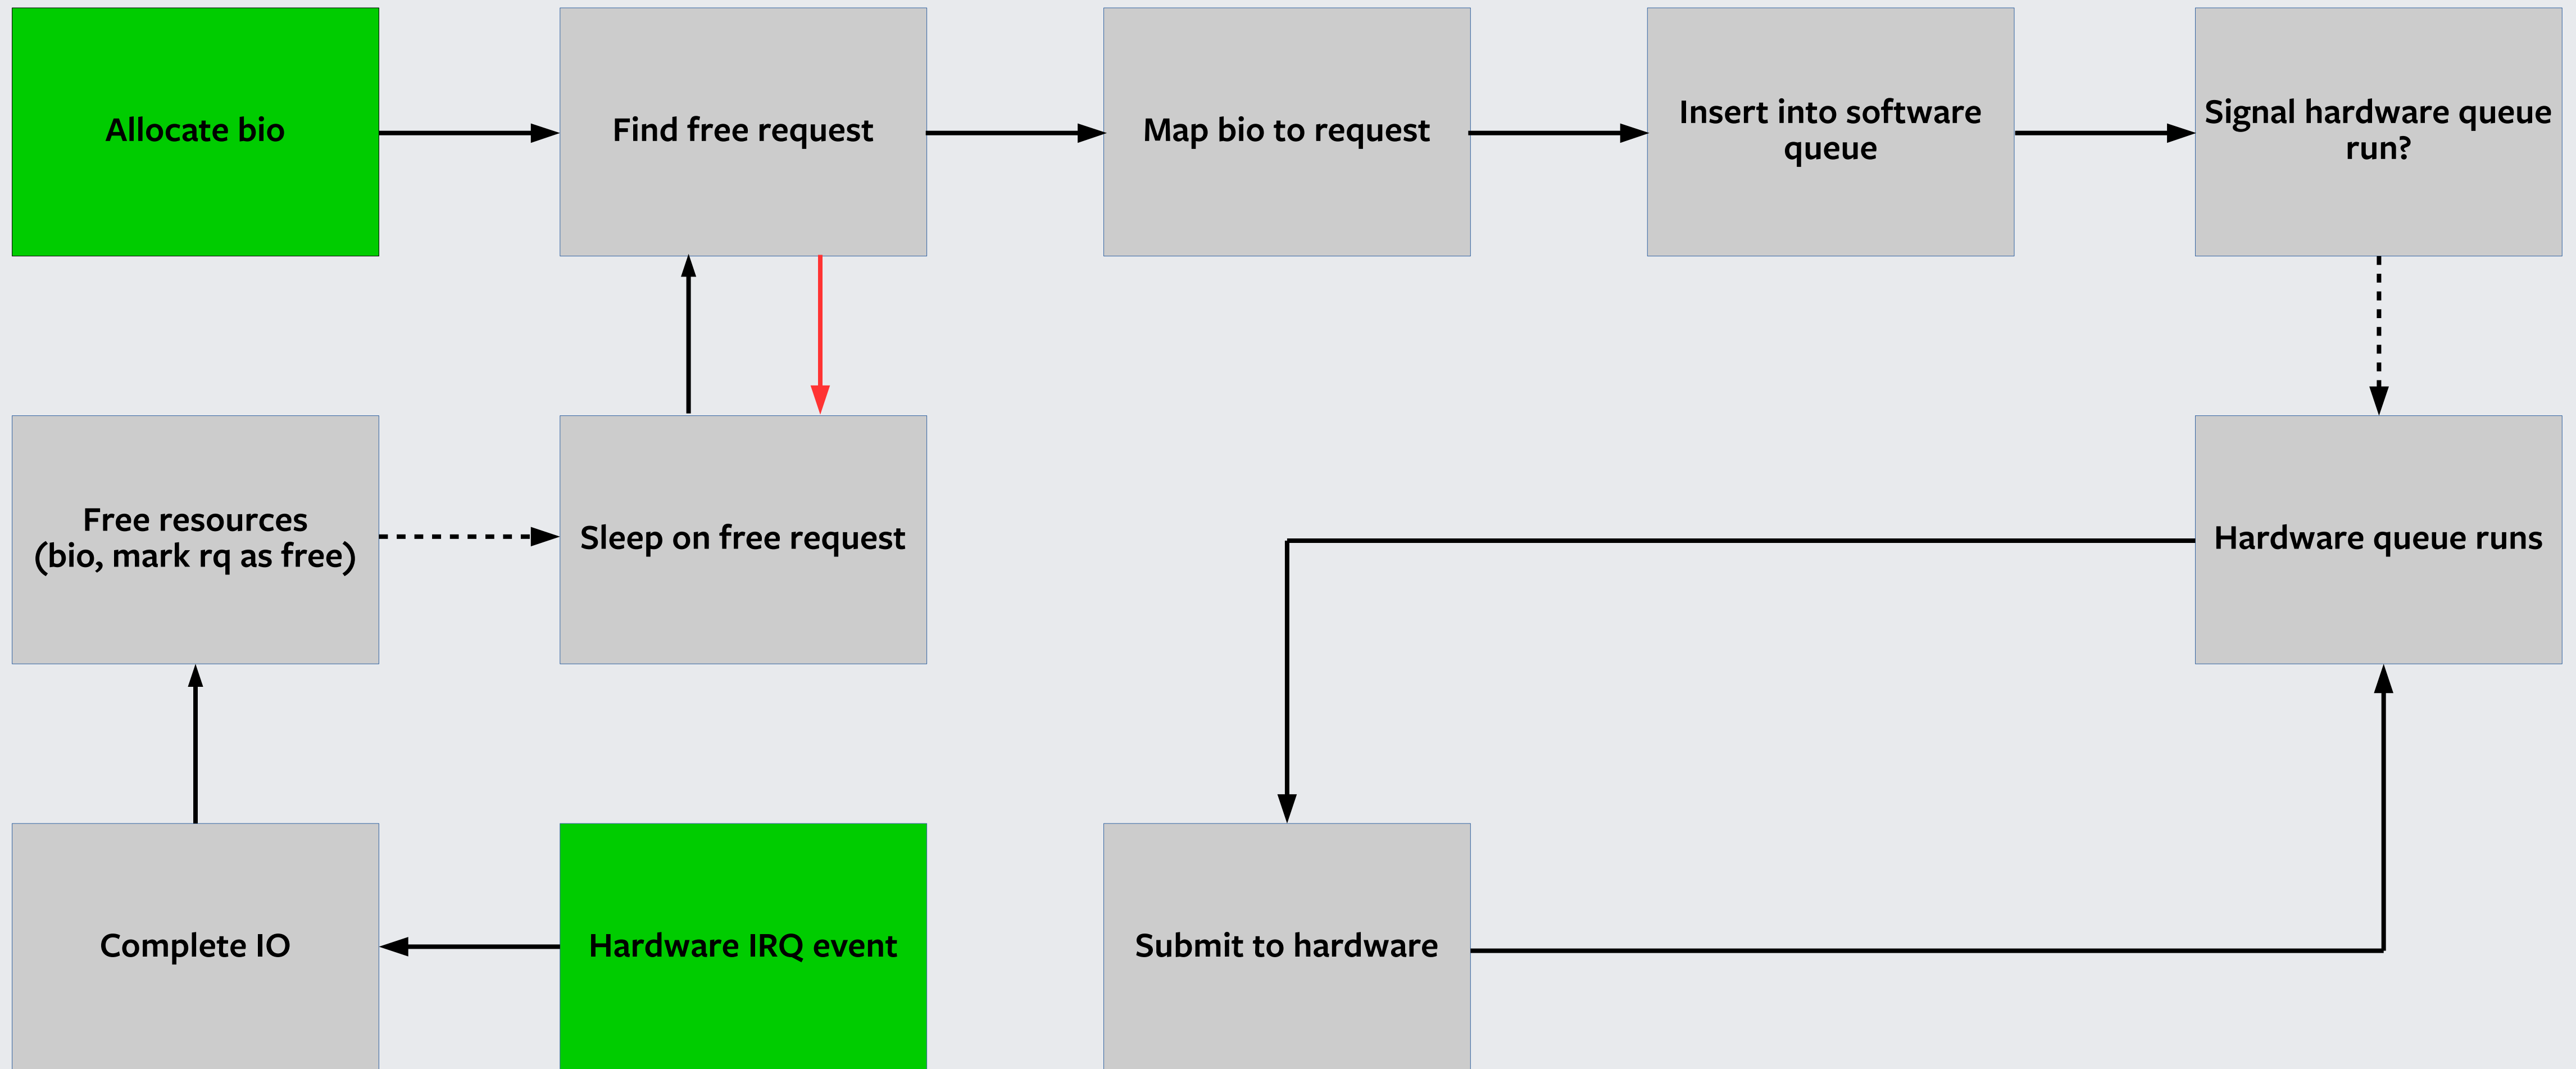 Allocate bio
Find free request
Map bio to request
Insert into software
queue
Signal hardware queue
run?
Free resources
(bio, mark rq as free)
Sleep on free request
Hardware queue runs
Complete IO
Hardware IRQ event
Submit to hardware